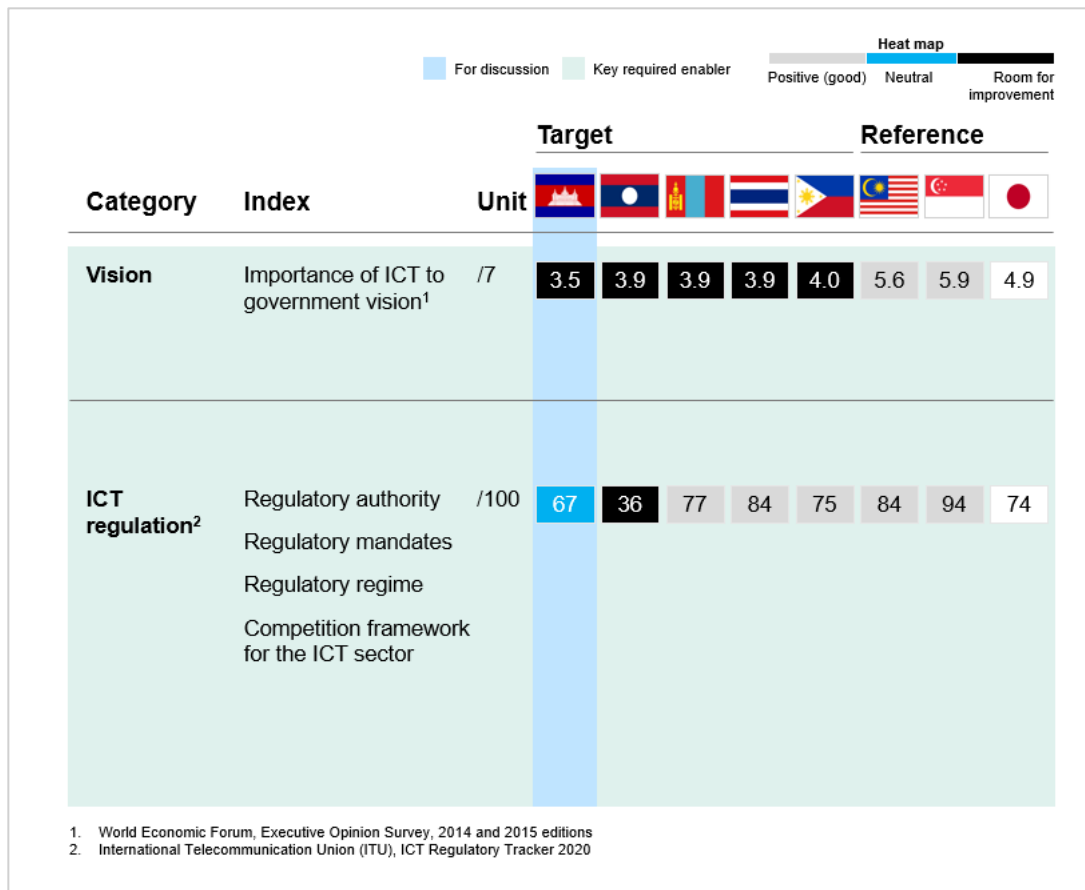 For discussion
Key required enabler
Heat map
Positive (good) Neutral Room for
improvement
Target Reference
Category Index Unit
Vision Importance of ICT to /7 3.5 3.9 3.9 3.9 4.0 5.6 5.9 4.9
government vision1
ICT Regulatory authority /100 67 36 77 84 75 84 94 74
regulation2
Regulatory mandates
Regulatory regime
Competition framework
for the ICT sector
1. World Economic Forum, Executive Opinion Survey, 2014 and 2015 editions
2. International Telecommunication Union (ITU), ICT Regulatory Tracker 2020